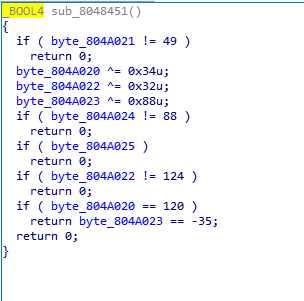 _BOOL4 sub_8048451()
{
  if ( byte_804A021 != 49 )
    return 0;
  byte_804A020 ^= 0x34u;
  byte_804A022 ^= 0x32u;
  byte_804A023 ^= 0x88u;
  if ( byte_804A024 != 88 )
    return 0;
  if ( byte_804A025 )
    return 0;
  if ( byte_804A022 != 124 )
    return 0;
  if ( byte_804A020 == 120 )
    return byte_804A023 == -35;
  return 0;
}